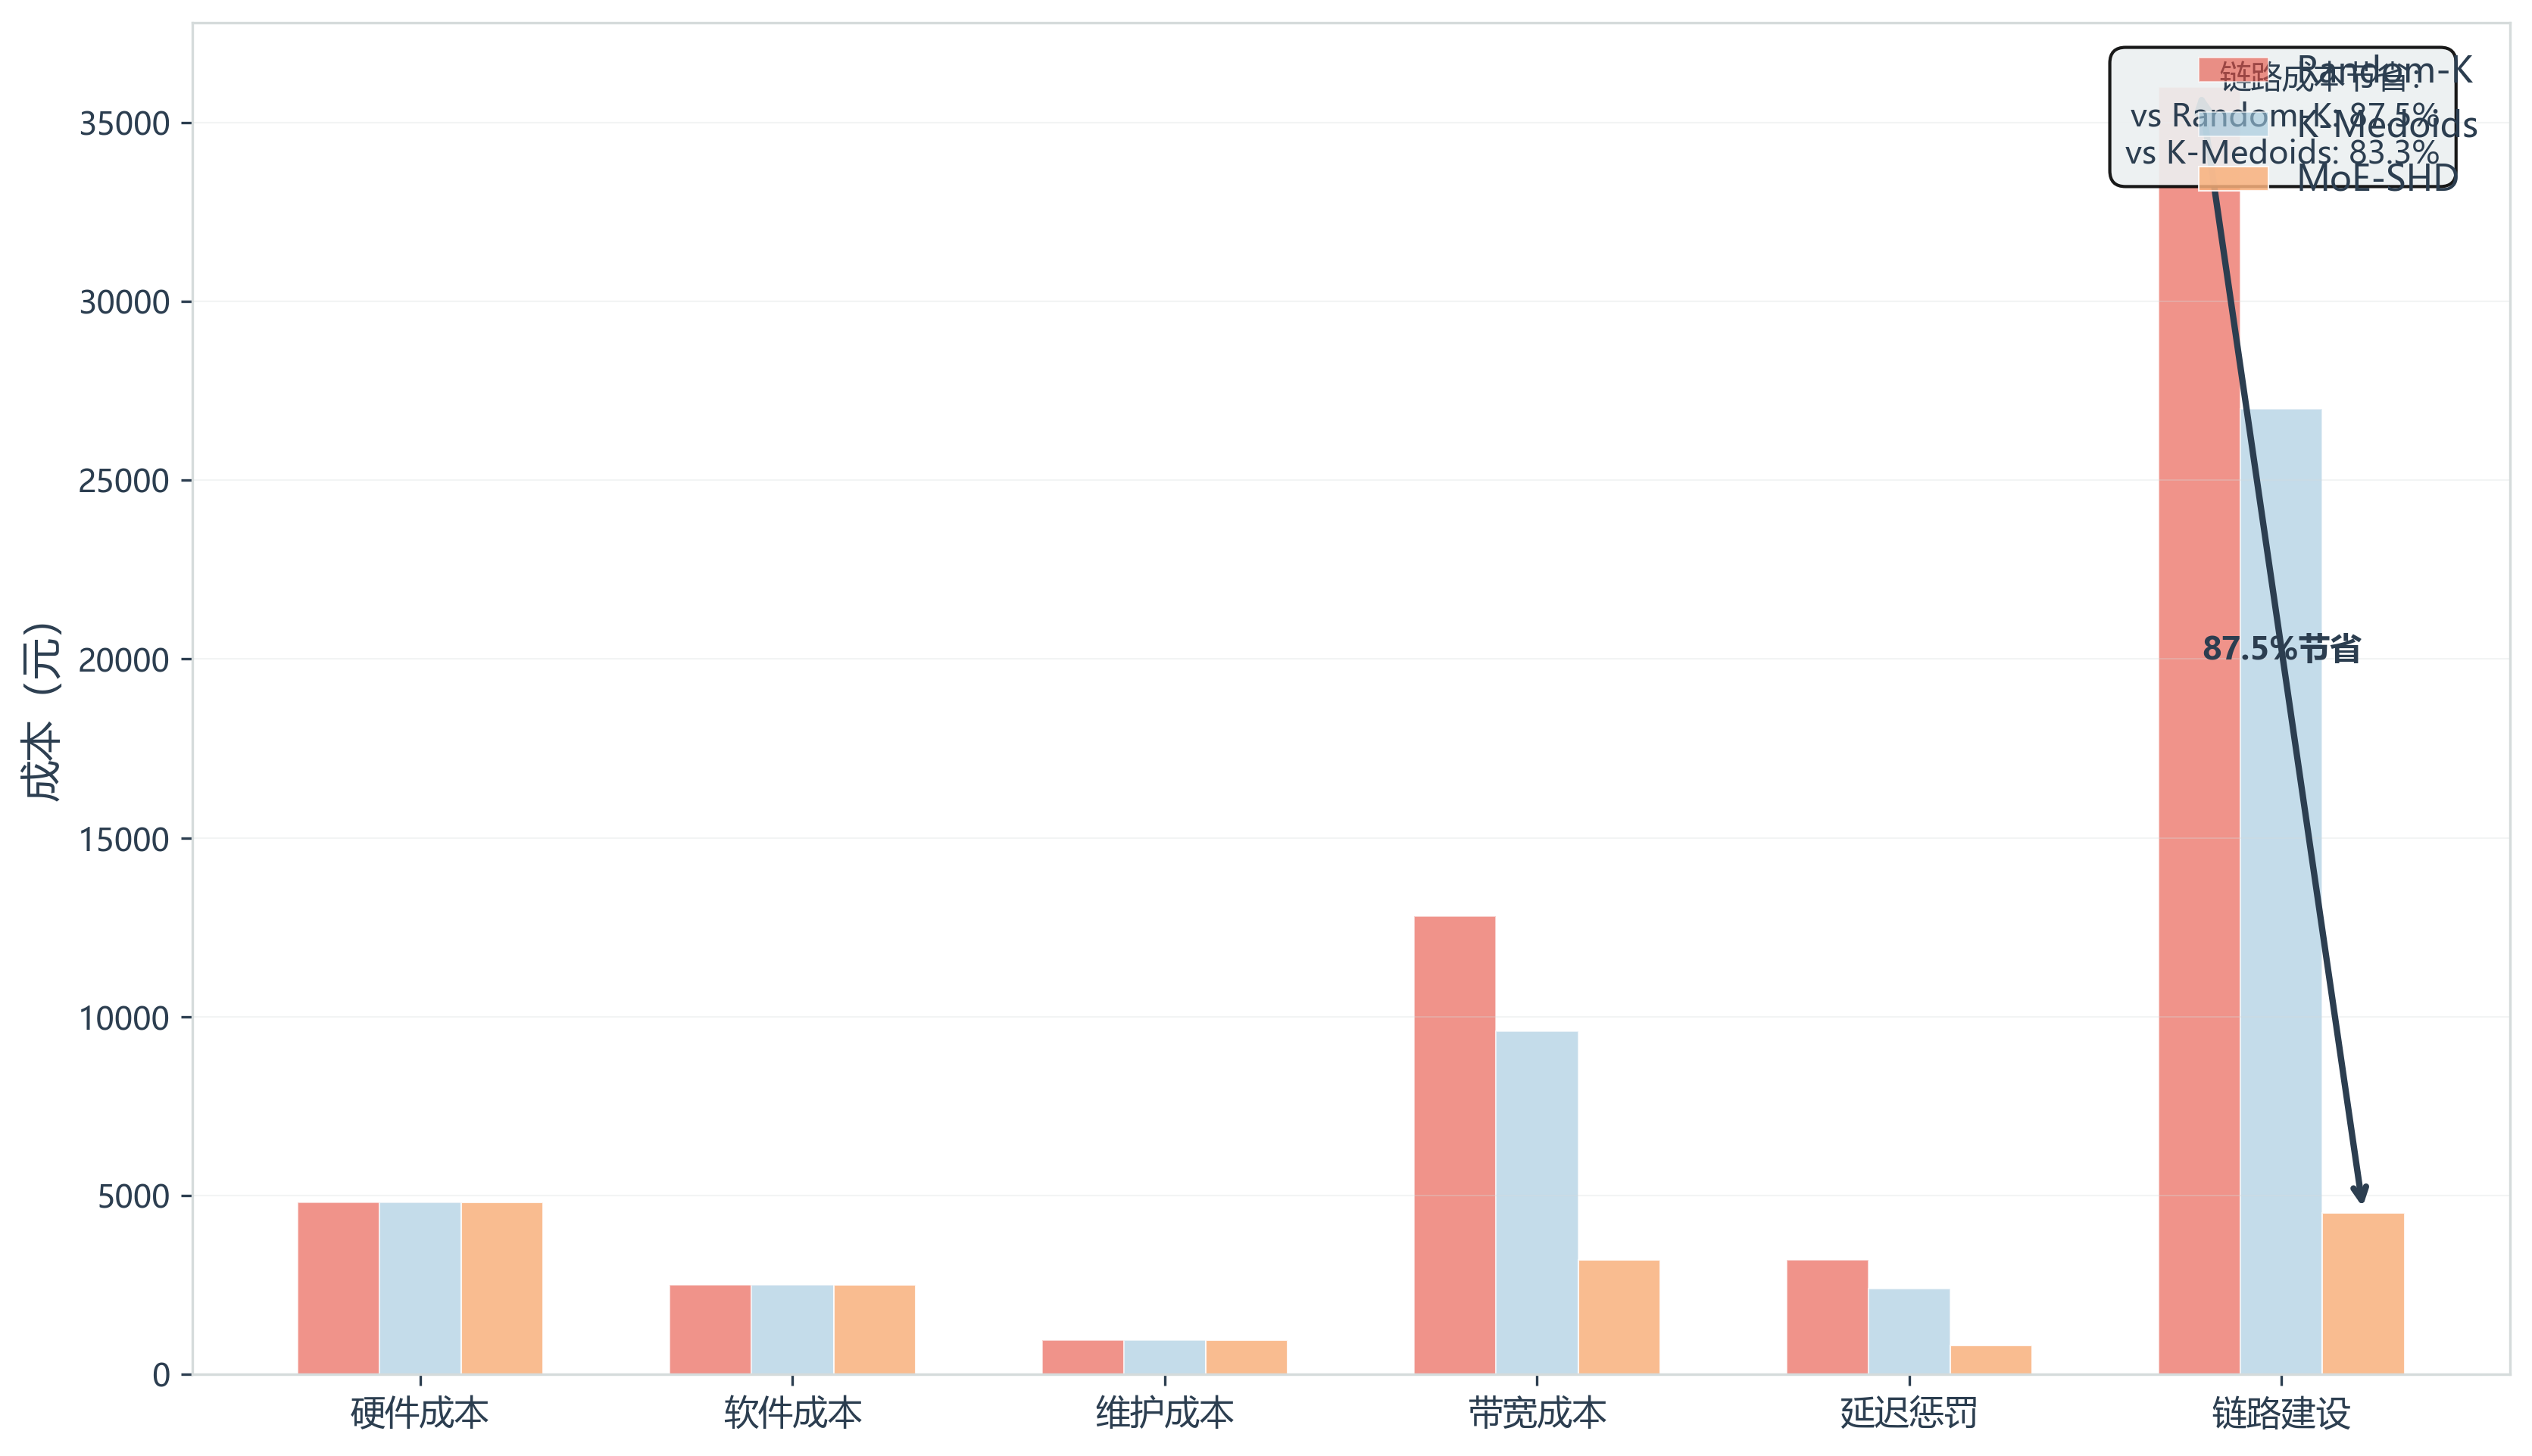 成本（元）
35000
30000
25000
20000
15000
10000
5000
0
硬件成本
软件成本
维护成本
带宽成本
延迟惩罚
链路建设
链路成本节省:
vs Random-K: 87.5%
vs K-Medoids: 83.3%
Random-K
K-Medoids
MoE-SHD
87.5%节省